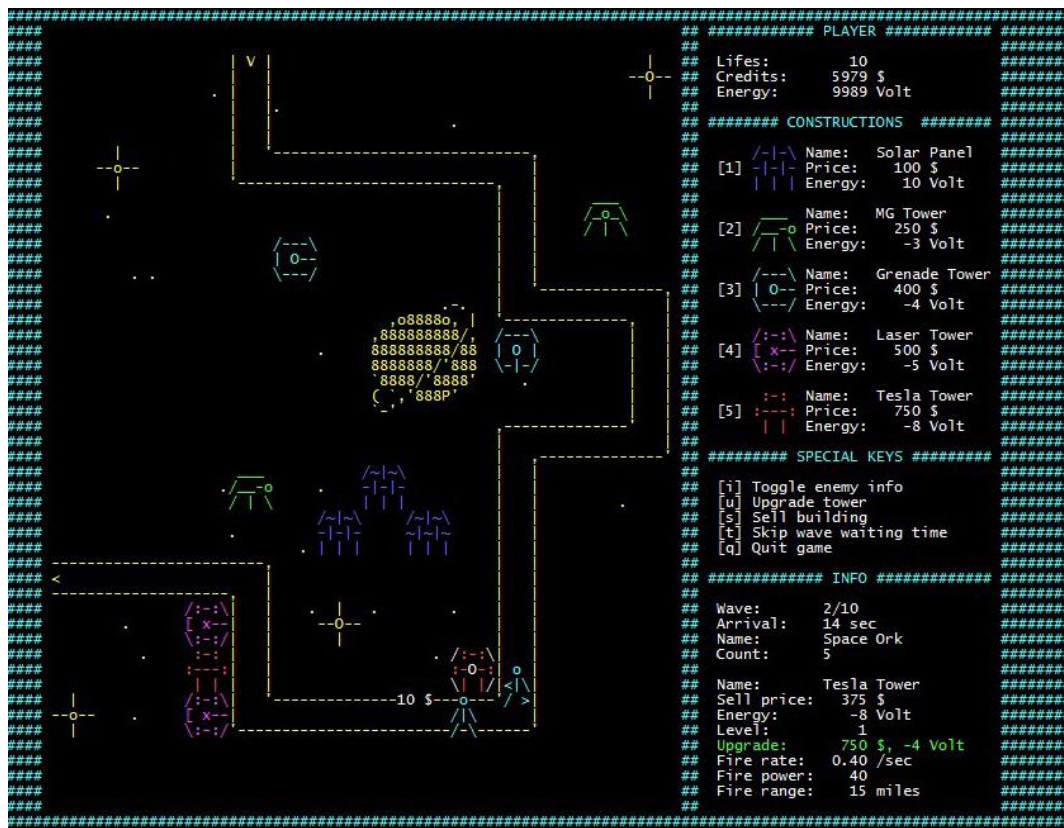 PLAYER
Lifes: 10
Credits: 5979 $
Energy: 9989 Volt
CONSTRUCTIONS
Name: Solar Panel
[1] Price: 100 $
Energy: 10 Volt
Name: MG Tower
[2] Price: 250 $
Energy: -3 Volt
Name: Grenade Tower
[3] Price: 400 $
Energy: -4 Volt
Name: Laser Tower
[4] Price: 500 $
Energy: -5 Volt
Name: Tesla Tower
[5] Price: 750 $
Energy: -8 Volt
SPECIAL KEYS
[i] Toggle enemy info
[u] Upgrade tower
[s] Sell building
[t] Skip wave waiting time
[q] Quit game
INFO
Wave: 2/10
Arrival: 14 sec
Name: Space Ork
Count: 5
Name: Tesla Tower
Sell price: 375 $
Energy: -8 Volt
Level: 1
Upgrade: 750 $, -4 Volt
Fire rate: 0.40 /sec
Fire power: 40
Fire range: 15 miles
10 $